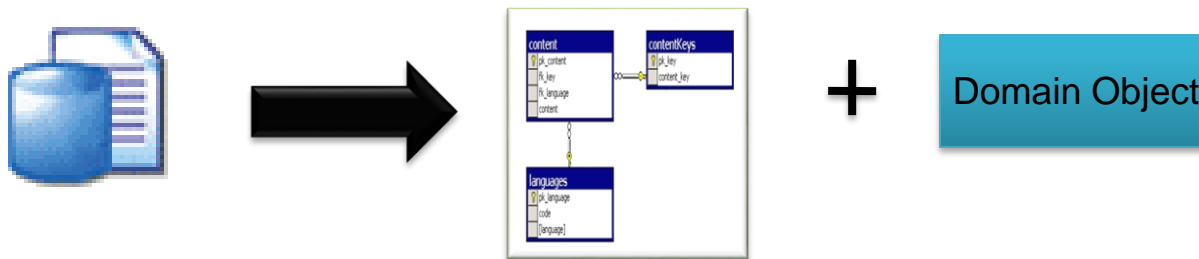 content
pk_content
fk_key
fk_language
content
contentKeys
pk_key
content_key
languages
pk_language
code
[language]
+
Domain Object